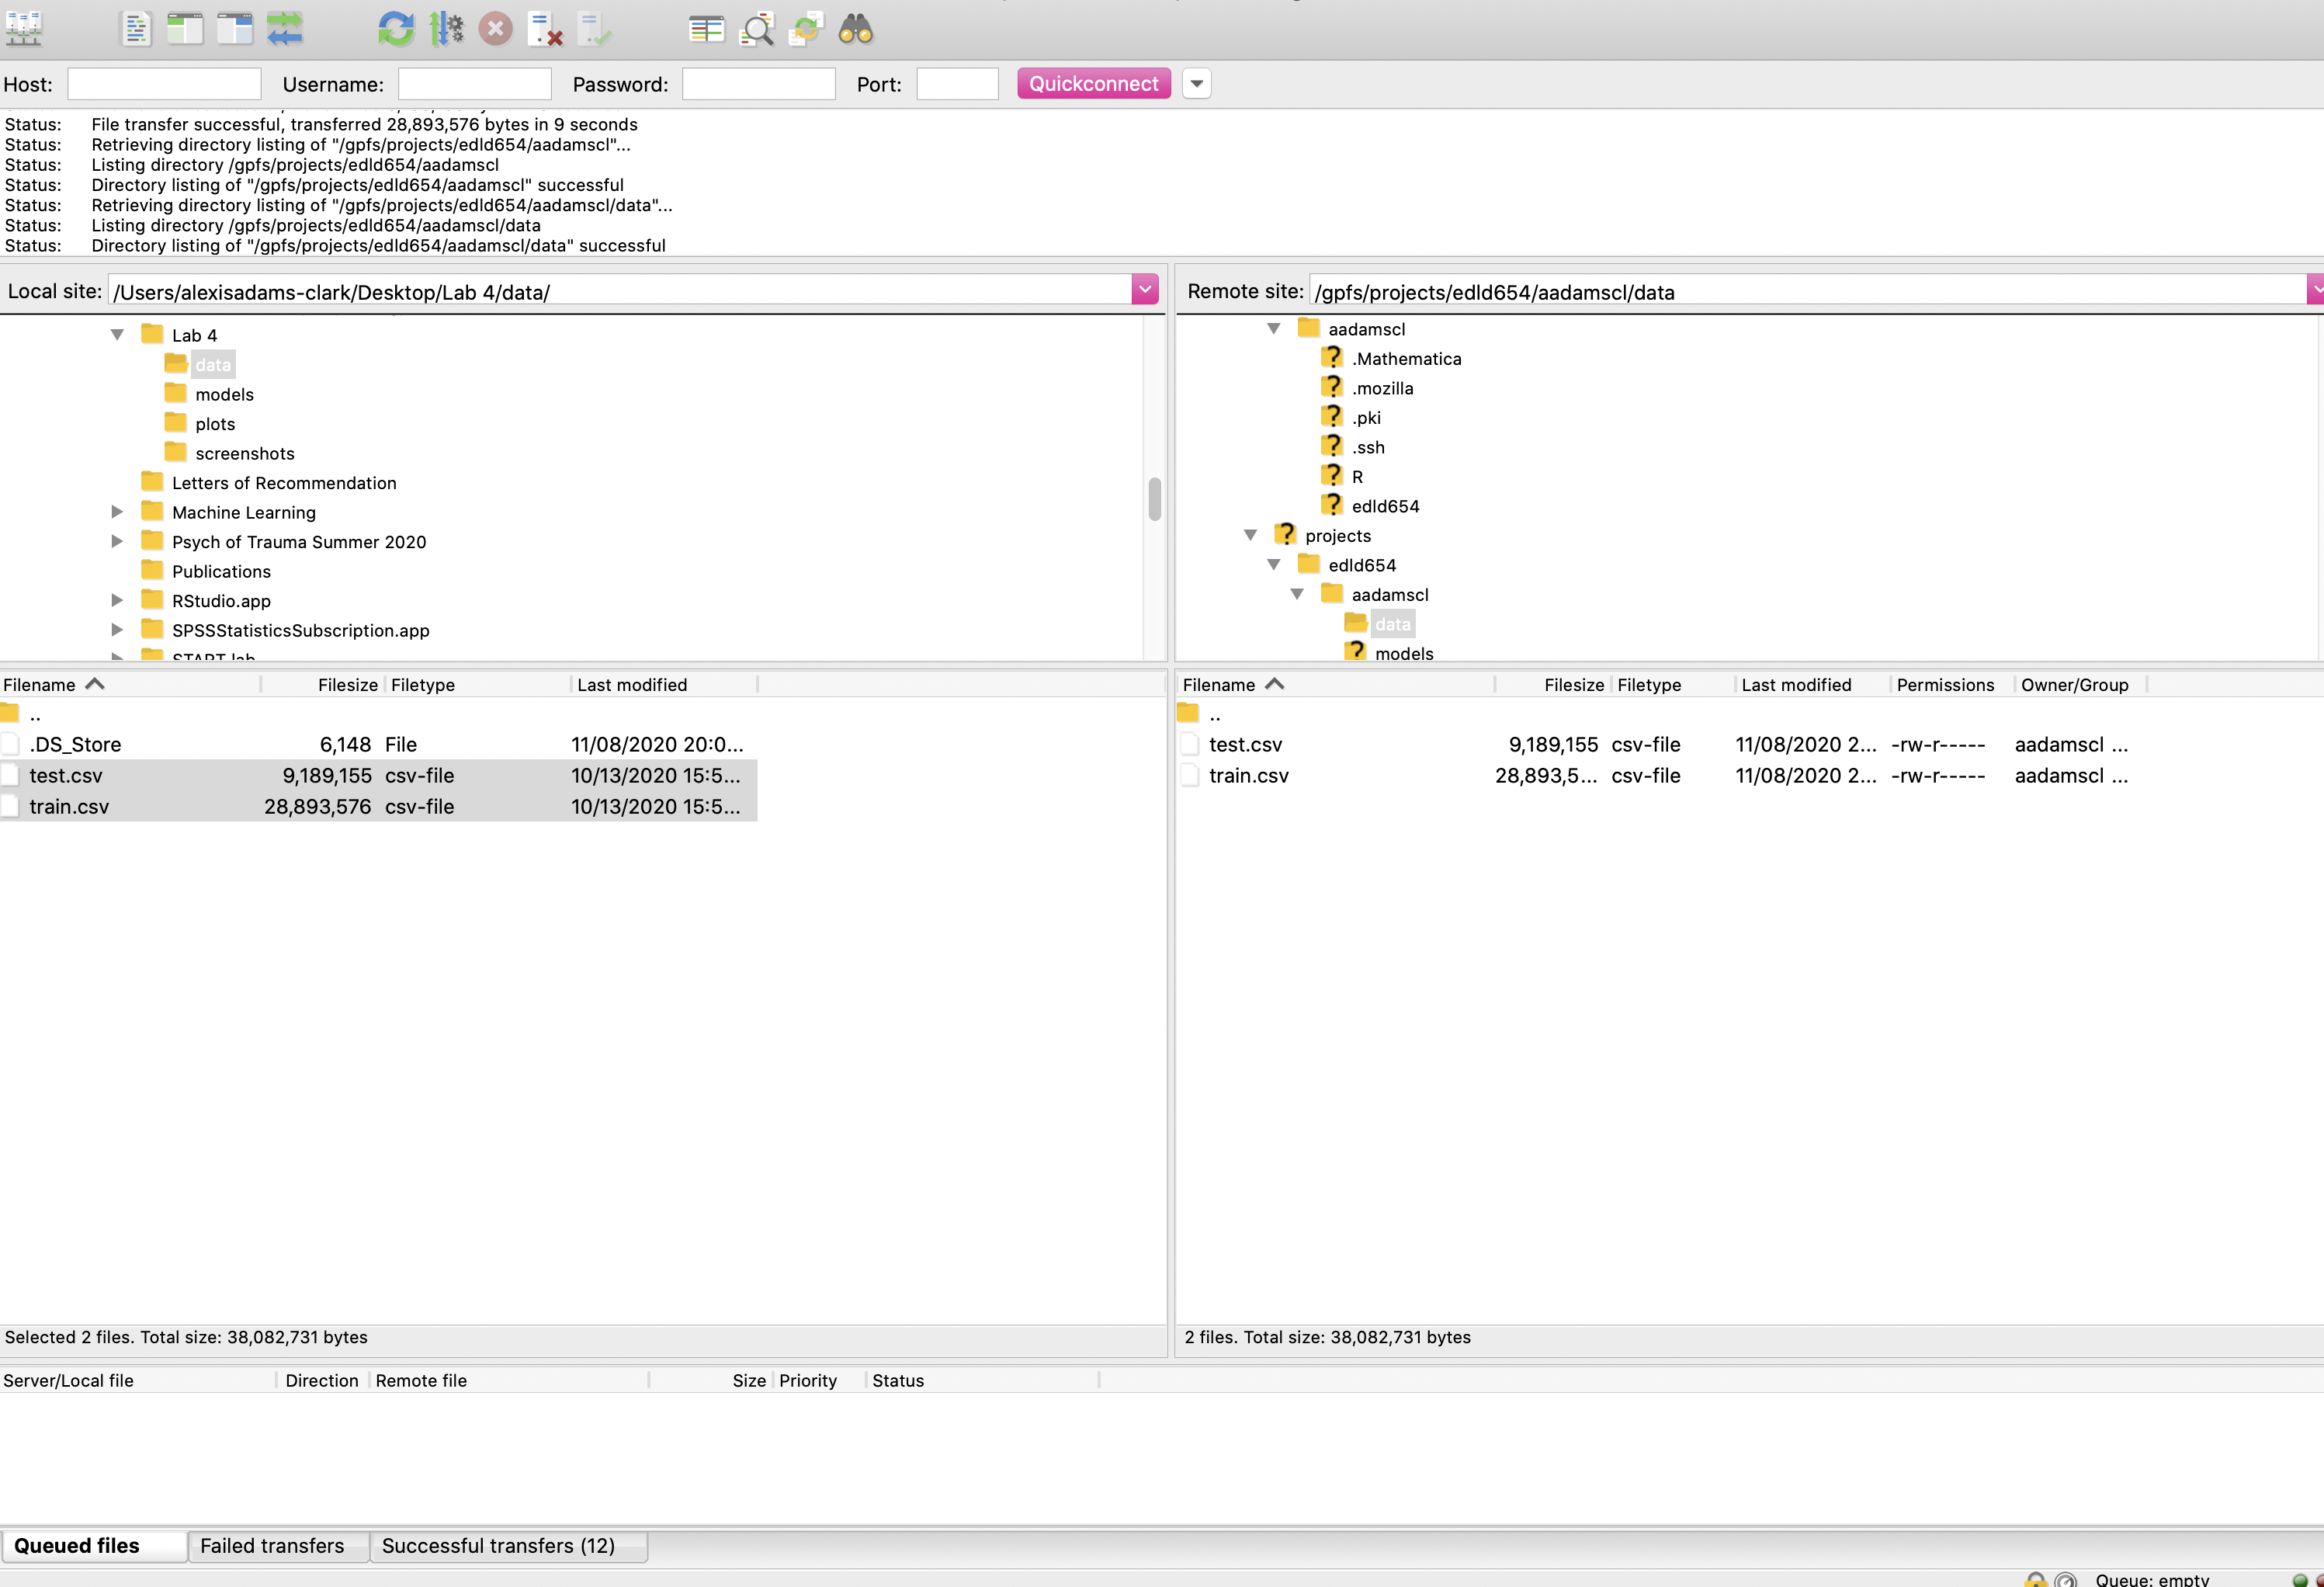 Host: Username: Password: Port: Quickconnect
Status: File transfer successful, transferred 28,893,576 bytes in 9 seconds
Status: Retrieving directory listing of "/gpfs/projects/edld654/aadamscl"...
Status: Listing directory /gpfs/projects/edld654/aadamscl
Status: Directory listing of "/gpfs/projects/edld654/aadamscl" successful
Status: Retrieving directory listing of "/gpfs/projects/edld654/aadamscl/data"...
Status: Listing directory /gpfs/projects/edld654/aadamscl/data
Status: Directory listing of "/gpfs/projects/edld654/aadamscl/data" successful
Local site: /Users/alexisadams-clark/Desktop/Lab 4/data/
Lab 4
data
models
plots
screenshots
Letters of Recommendation
Machine Learning
Psych of Trauma Summer 2020
Publications
RStudio.app
SPSSStatisticsSubscription.app
START lab
Filename Filesize Filetype Last modified
..
.DS_Store 6,148 File 11/08/2020 20:0...
test.csv 9,189,155 csv-file 10/13/2020 15:5...
train.csv 28,893,576 csv-file 10/13/2020 15:5...
Selected 2 files. Total size: 38,082,731 bytes
Remote site: /gpfs/projects/edld654/aadamscl/data
aadamscl
.Mathematica
.mozilla
.pki
.ssh
R
edld654
projects
edld654
aadamscl
data
models
Filename Filesize Filetype Last modified Permissions Owner/Group
..
test.csv 9,189,155 csv-file 11/08/2020 2... -rw-r----- aadamscl ...
train.csv 28,893,5... csv-file 11/08/2020 2... -rw-r----- aadamscl ...
2 files. Total size: 38,082,731 bytes
Server/Local file Direction Remote file Size Priority Status
Queued files Failed transfers Successful transfers (12)
Queue: empty